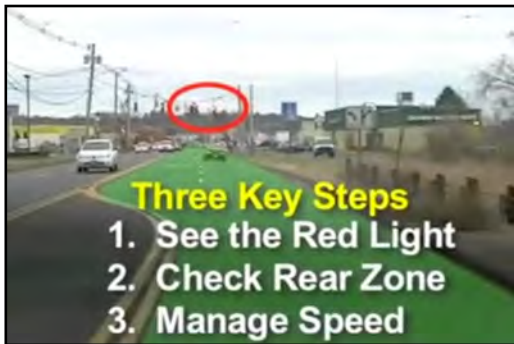 Three Key Steps
1. See the Red Light
2. Check Rear Zone
3. Manage Speed